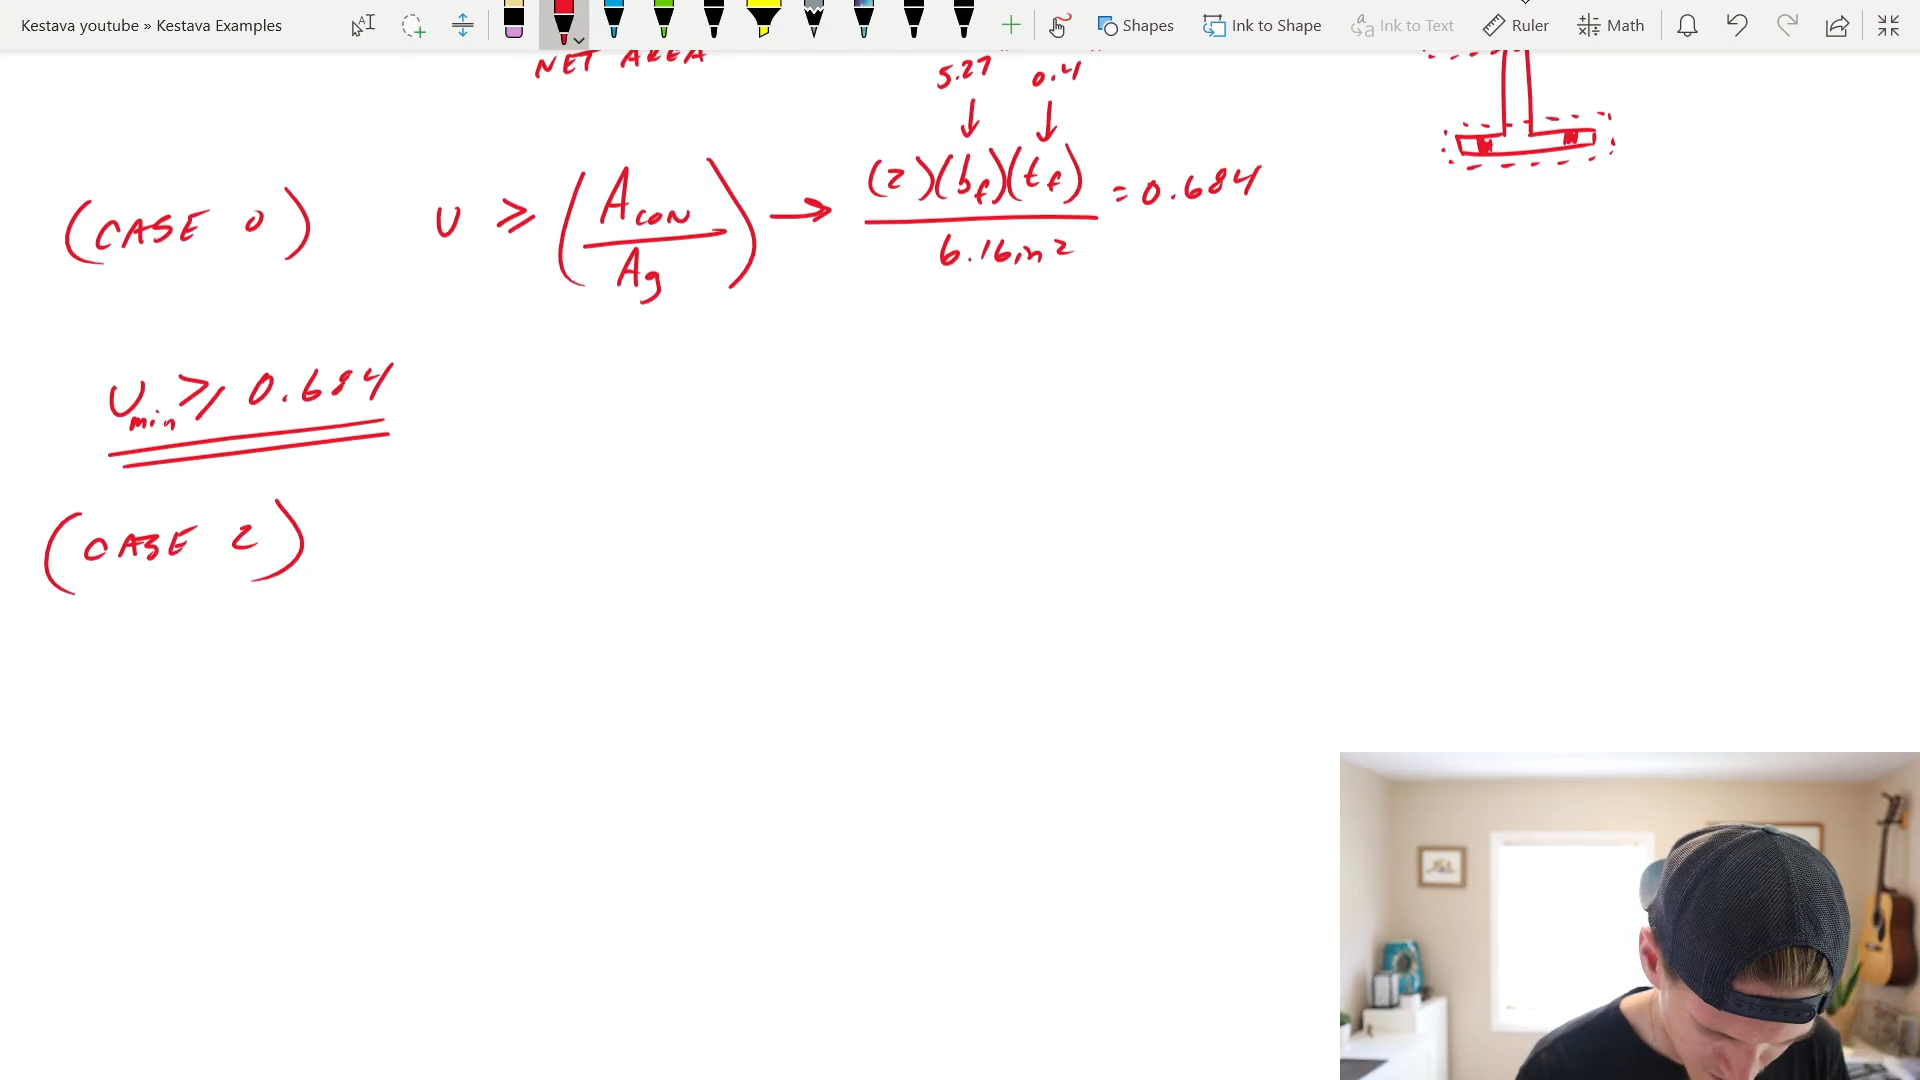 Kestava youtube » Kestava Examples Shapes Ink to Shape Ink to Text Ruler Math
NET AREA
5.27 0.4
(CASE 0) U ≥ (Acon / Ag) → (2)(bf)(tf) / 6.16in² = 0.684
Umin ≥ 0.684
(CASE 2)